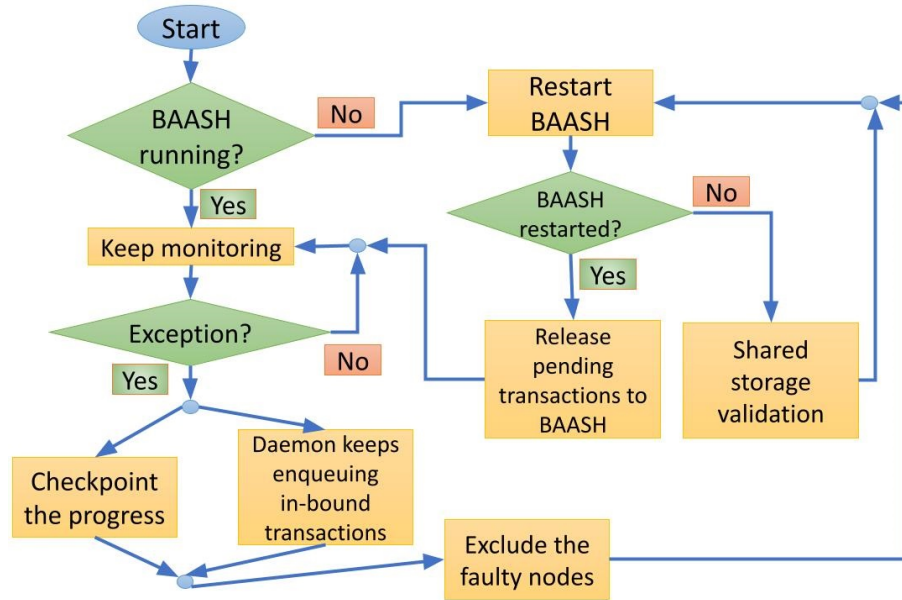 Start
BAASH
running?
No
Yes
Keep monitoring
Exception?
No
Yes
Checkpoint
the progress
Daemon keeps
enqueuing
in-bound
transactions
Exclude the
faulty nodes
Restart
BAASH
BAASH
restarted?
No
Yes
Release
pending
transactions to
BAASH
Shared
storage
validation